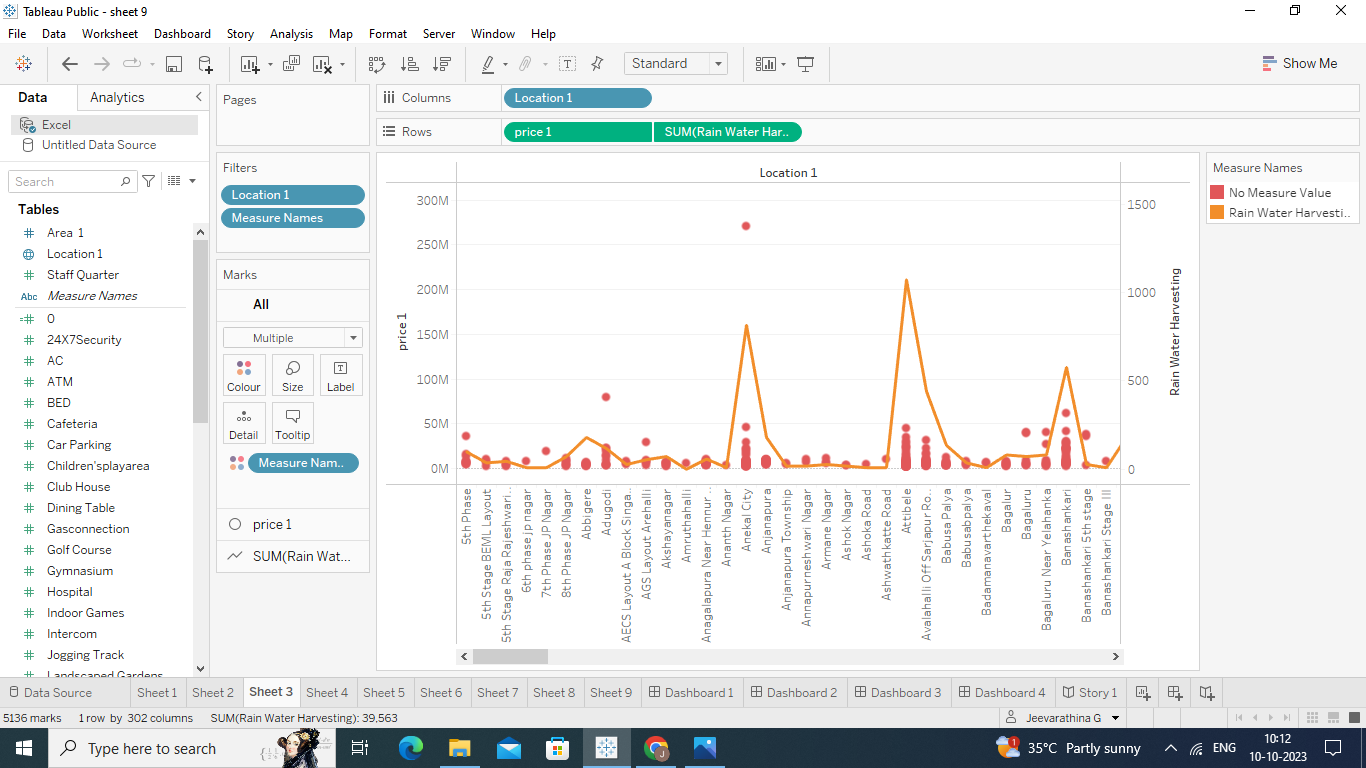 Tableau Public - sheet 9
File Data Worksheet Dashboard Story Analysis Map Format Server Window Help
Standard
Show Me
Data Analytics
Excel
Untitled Data Source
Search
Tables
Area 1
Location 1
Staff Quarter
Abc Measure Names
0
24X7Security
AC
ATM
BED
Cafeteria
Car Parking
Children'splayarea
Club House
Dining Table
Gasconnection
Golf Course
Gymnasium
Hospital
Indoor Games
Intercom
Jogging Track
Landscaped Gardens
Pages
Filters
Location 1
Measure Names
Marks
All
Multiple
Colour Size Label
Detail Tooltip
Measure Nam..
price 1
SUM(Rain Wat...
Columns Location 1
Rows price 1 SUM(Rain Water Har..
Location 1
price 1
300M
250M
200M
150M
100M
50M
0M
1500
1000
500
0
Rain Water Harvesting
5th Phase
5th Stage BEML Layout
5th Stage Raja Rajeshwari..
6th phase jp nagar
7th Phase JP Nagar
8th Phase JP Nagar
Abbigere
Adugodi
AECS Layout A Block Singa..
AGS Layout Arehalli
Akshayanagar
Amruthahalli
Anagalapura Near Hennur ..
Ananth Nagar
Anekal City
Anjanapura
Anjanapura Township
Annapurneshwari Nagar
Armane Nagar
Ashok Nagar
Ashoka Road
Ashwathkatte Road
Attibele
Avalahalli Off Sarjapur Ro..
Babusa Palya
Babusabpalya
Badamanavarthekaval
Bagalur
Bagaluru
Bagaluru Near Yelahanka
Banashankari
Banashankari 5th stage
Banashankari Stage III
Measure Names
No Measure Value
Rain Water Harvesti..
Data Source Sheet 1 Sheet 2 Sheet 3 Sheet 4 Sheet 5 Sheet 6 Sheet 7 Sheet 8 Sheet 9 Dashboard 1 Dashboard 2 Dashboard 3 Dashboard 4 Story 1
5136 marks 1 row by 302 columns SUM(Rain Water Harvesting): 39,563 Jeevarathina G
Type here to search
35°C Partly sunny
ENG
10:12
10-10-2023